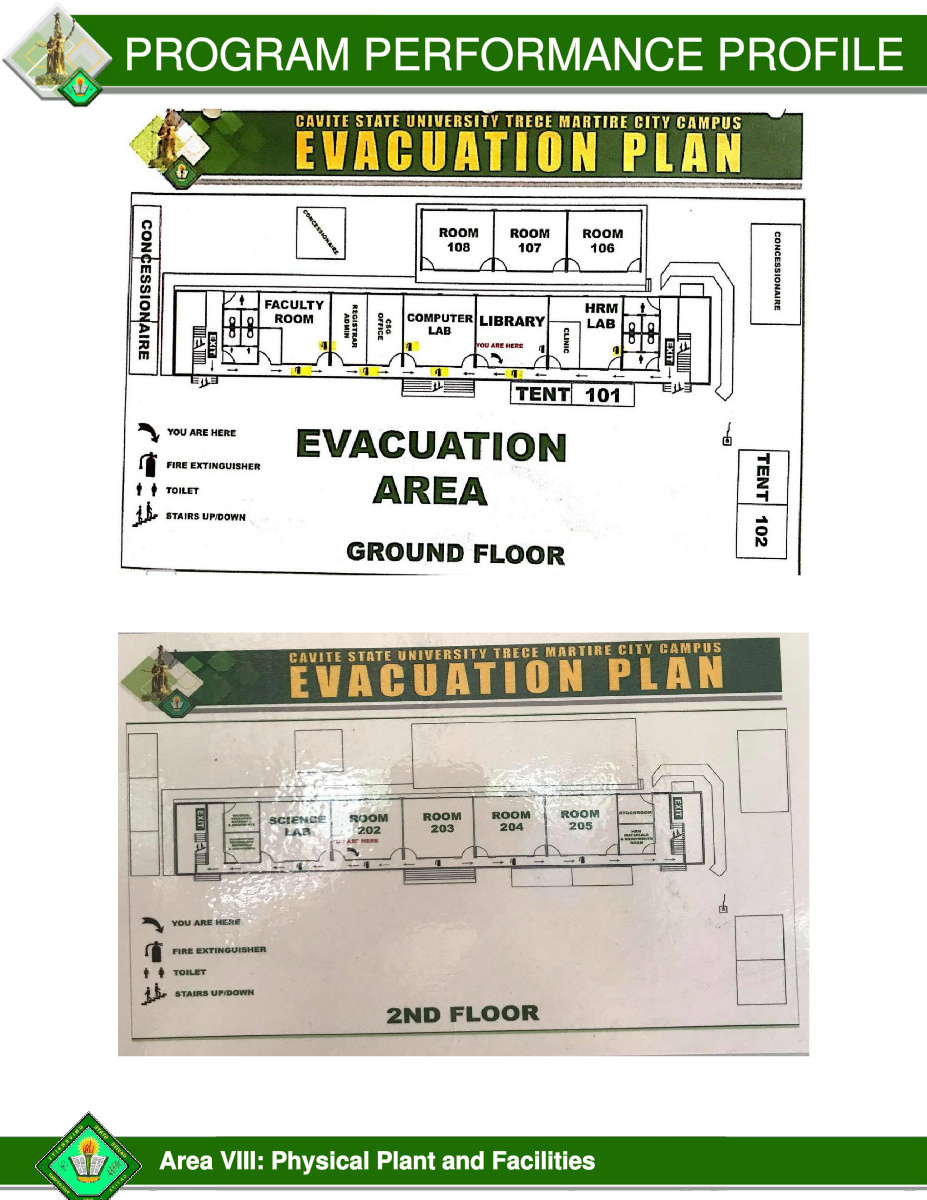 PROGRAM PERFORMANCE PROFILE
CAVITE STATE UNIVERSITY TRECE MARTIRE CITY CAMPUS
EVACUATION PLAN
CONCESSIONAIRE
CONCESSIONAIRE
ROOM 108
ROOM 107
ROOM 106
CONCESSIONAIRE
EXIT
FACULTY ROOM
REGISTRAR ADMIN
CSG OFFICE
COMPUTER LAB
LIBRARY
YOU ARE HERE
CLINIC
HRM LAB
EXIT
TENT 101
YOU ARE HERE
FIRE EXTINGUISHER
TOILET
STAIRS UP/DOWN
EVACUATION
AREA
GROUND FLOOR
TENT 102
CAVITE STATE UNIVERSITY TRECE MARTIRE CITY CAMPUS
EVACUATION PLAN
EXIT
SCIENCE LAB
ROOM 202
ARE HERE
ROOM 203
ROOM 204
ROOM 205
STOCKROOM
HRM MATERIALS
ROOM
EXIT
YOU ARE HERE
FIRE EXTINGUISHER
TOILET
STAIRS UP/DOWN
2ND FLOOR
Area VIII: Physical Plant and Facilities